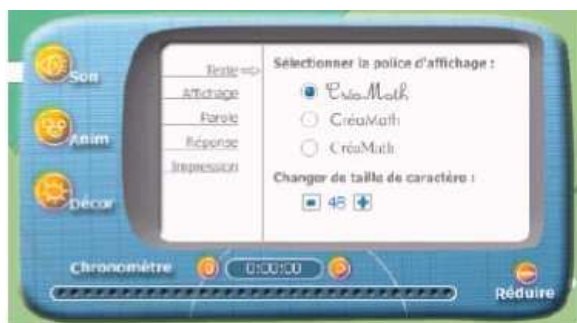 Son
Anim
Décor
Texte
Affichage
Parole
Réponse
Impression
Sélectionner la police d'affichage :
CréaMath
CréaMath
CréaMath
Changer de taille de caractère :
48
Chronomètre
0:00:00
Réduire